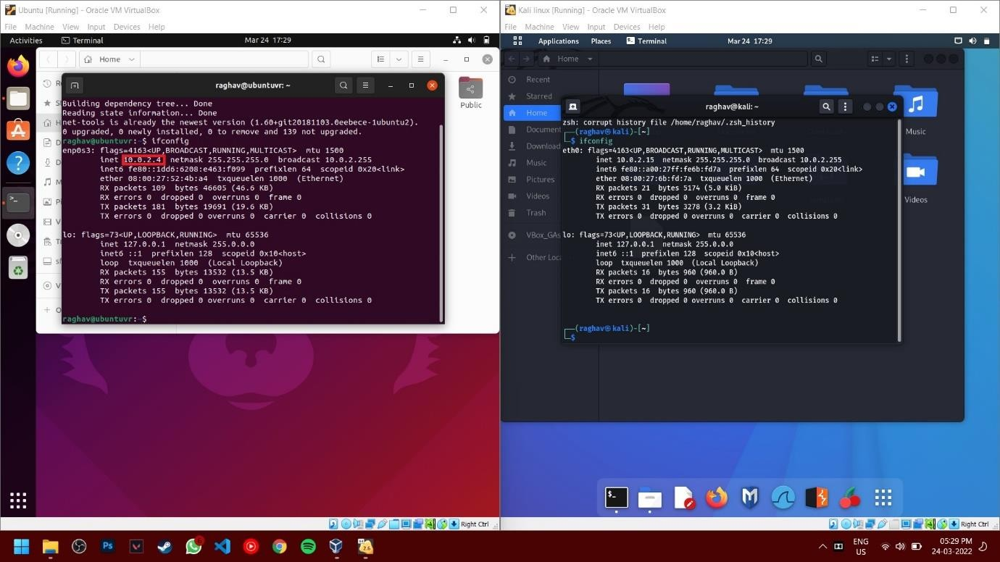 Ubuntu [Running] - Oracle VM VirtualBox
File Machine View Input Devices Help
Activities Terminal Mar 24 17:29
Home
Public
raghav@ubuntuvr: ~
Building dependency tree... Done
Reading state information... Done
net-tools is already the newest version (1.60+git20181103.0eebece-1ubuntu2).
0 upgraded, 0 newly installed, 0 to remove and 139 not upgraded.
raghav@ubuntuvr:~$ ifconfig
enp0s3: flags=4163<UP,BROADCAST,RUNNING,MULTICAST> mtu 1500
inet 10.0.2.4 netmask 255.255.255.0 broadcast 10.0.2.255
inet6 fe80::1dd6:6208:e463:f099 prefixlen 64 scopeid 0x20<link>
ether 08:00:27:52:4b:a4 txqueuelen 1000 (Ethernet)
RX packets 109 bytes 46605 (46.6 KB)
RX errors 0 dropped 0 overruns 0 frame 0
TX packets 181 bytes 19691 (19.6 KB)
TX errors 0 dropped 0 overruns 0 carrier 0 collisions 0
lo: flags=73<UP,LOOPBACK,RUNNING> mtu 65536
inet 127.0.0.1 netmask 255.0.0.0
inet6 ::1 prefixlen 128 scopeid 0x10<host>
loop txqueuelen 1000 (Local Loopback)
RX packets 155 bytes 13532 (13.5 KB)
RX errors 0 dropped 0 overruns 0 frame 0
TX packets 155 bytes 13532 (13.5 KB)
TX errors 0 dropped 0 overruns 0 carrier 0 collisions 0
raghav@ubuntuvr:~$
Right Ctrl
Kali linux [Running] - Oracle VM VirtualBox
File Machine View Input Devices Help
Applications Places Terminal Mar 24 17:29
Home
Recent
Starred
Home
Document
Downloa
Music
Pictures
Videos
Trash
VBox_GAs
Other Loca
Music
Videos
raghav@kali: ~
zsh: corrupt history file /home/raghav/.zsh_history
┌──(raghav㉿kali)-[~]
└─$ ifconfig
eth0: flags=4163<UP,BROADCAST,RUNNING,MULTICAST> mtu 1500
inet 10.0.2.15 netmask 255.255.255.0 broadcast 10.0.2.255
inet6 fe80::a00:27ff:fe6b:fd7a prefixlen 64 scopeid 0x20<link>
ether 08:00:27:6b:fd:7a txqueuelen 1000 (Ethernet)
RX packets 21 bytes 5174 (5.0 KiB)
RX errors 0 dropped 0 overruns 0 frame 0
TX packets 31 bytes 3278 (3.2 KiB)
TX errors 0 dropped 0 overruns 0 carrier 0 collisions 0
lo: flags=73<UP,LOOPBACK,RUNNING> mtu 65536
inet 127.0.0.1 netmask 255.0.0.0
inet6 ::1 prefixlen 128 scopeid 0x10<host>
loop txqueuelen 1000 (Local Loopback)
RX packets 16 bytes 960 (960.0 B)
RX errors 0 dropped 0 overruns 0 frame 0
TX packets 16 bytes 960 (960.0 B)
TX errors 0 dropped 0 overruns 0 carrier 0 collisions 0
┌──(raghav㉿kali)-[~]
└─$
Right Ctrl
ENG
US
05:29 PM
24-03-2022